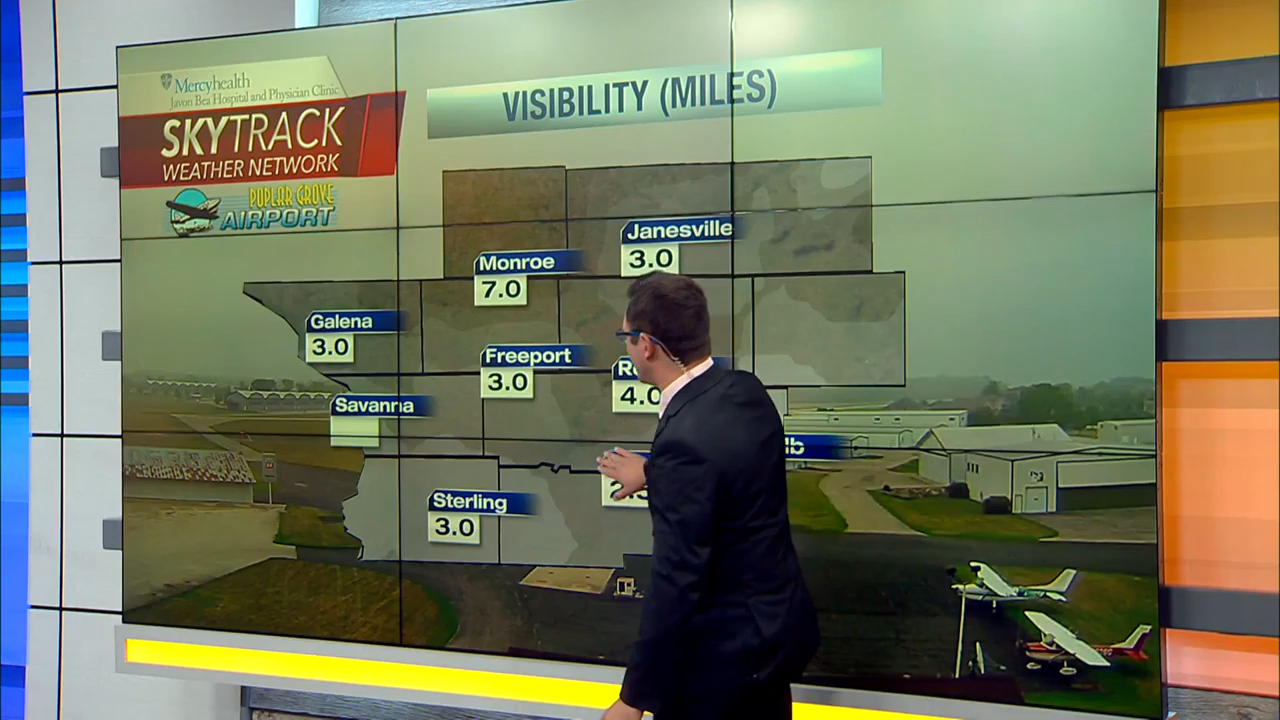 Mercyhealth
Javon Bea Hospital and Physician Clinic
SKYTRACK
WEATHER NETWORK
POPLAR GROVE
AIRPORT
VISIBILITY (MILES)
Janesville
3.0
Monroe
7.0
Galena
3.0
Freeport
3.0
4.0
Savanna
Sterling
3.0